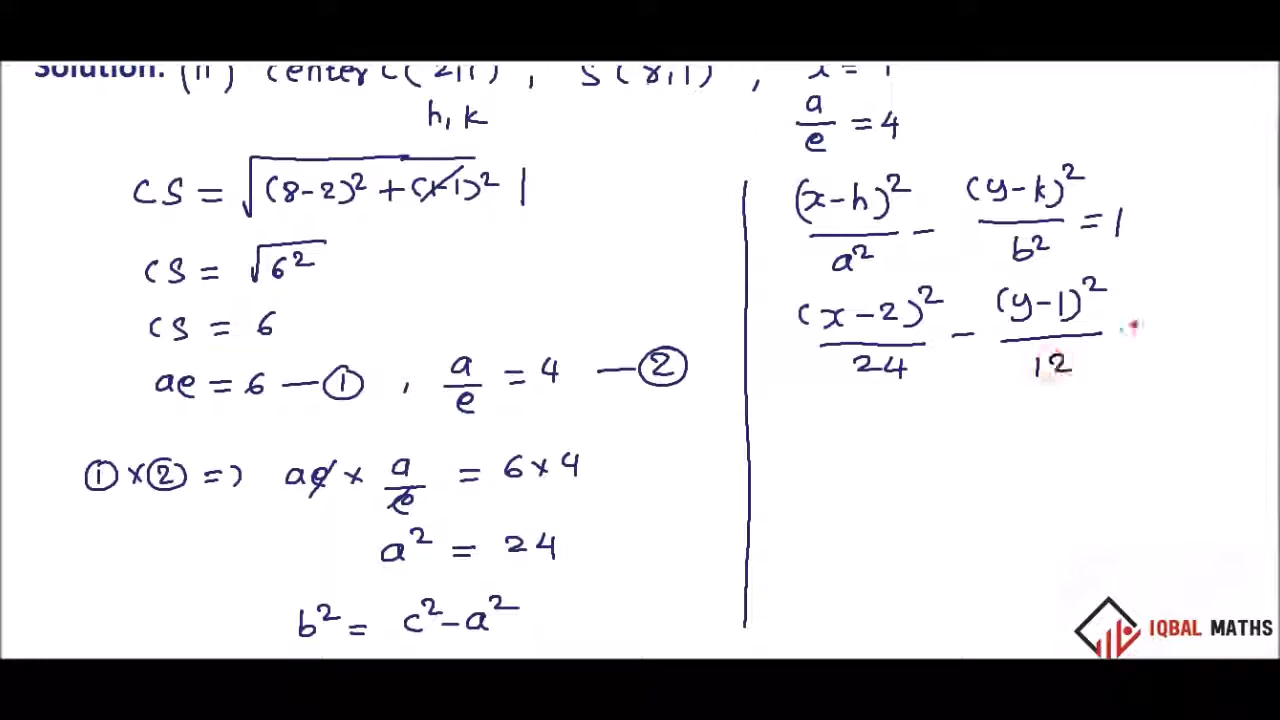 Solution: (ii) center C(2,1), S(8,1),
h, k
CS = √(8-2)² + (1-1)² |
CS = √6²
CS = 6
ae = 6 — ①, a/e = 4 — ②
① × ② => ae × a/e = 6 × 4
a² = 24
b² = c² - a²
a/e = 4
(x-h)²/a² - (y-k)²/b² = 1
(x-2)²/24 - (y-1)²/12
IQBAL MATHS